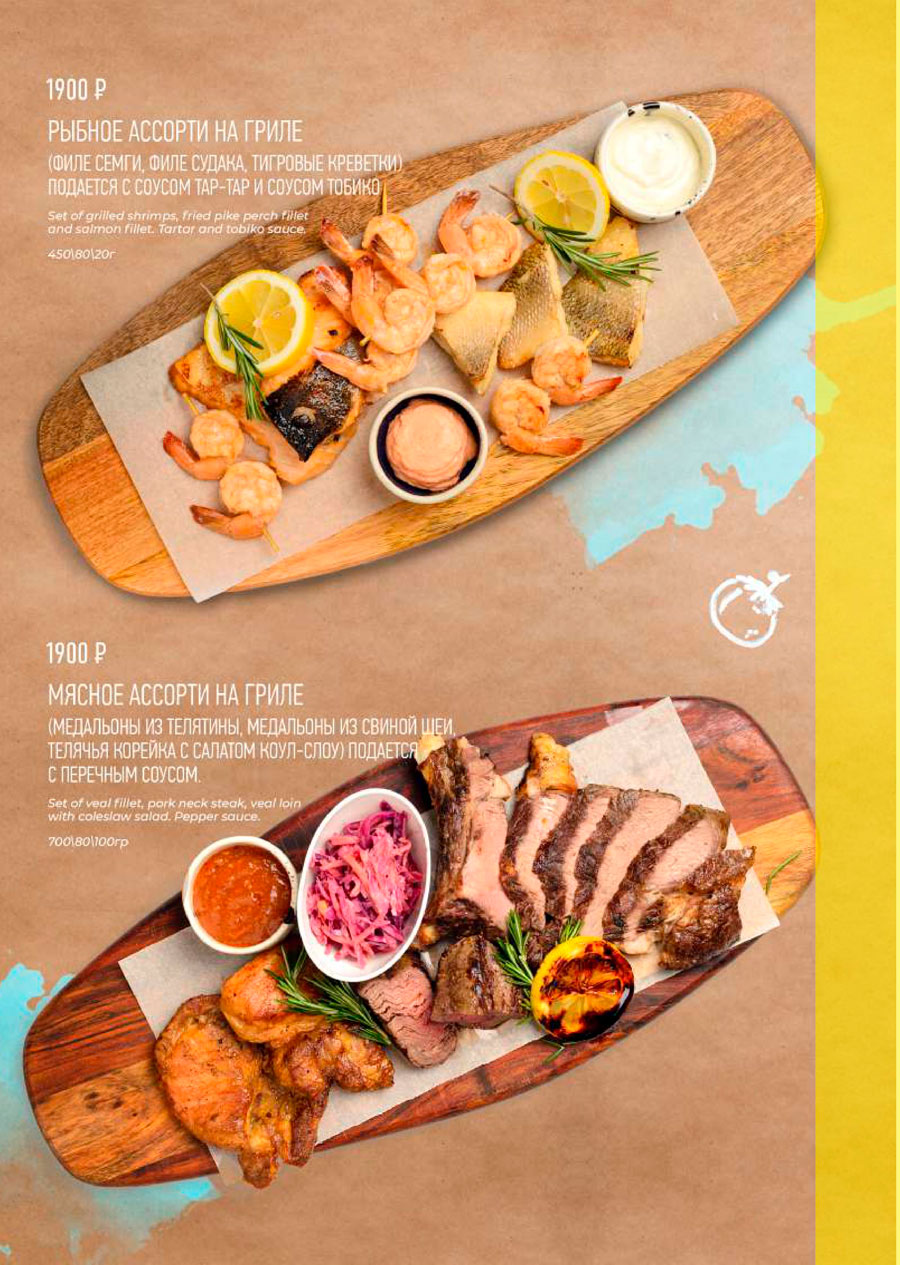 1900 ₽
РЫБНОЕ АССОРТИ НА ГРИЛЕ
(ФИЛЕ СЕМГИ, ФИЛЕ СУДАКА, ТИГРОВЫЕ КРЕВЕТКИ)
ПОДАЕТСЯ С СОУСОМ ТАР-ТАР И СОУСОМ ТОБИКО
Set of grilled shrimps, fried pike perch fillet
and salmon fillet. Tartar and tobiko sauce.
450\80\20г
1900 ₽
МЯСНОЕ АССОРТИ НА ГРИЛЕ
(МЕДАЛЬОНЫ ИЗ ТЕЛЯТИНЫ, МЕДАЛЬОНЫ ИЗ СВИНОЙ ШЕИ,
ТЕЛЯЧЬЯ КОРЕЙКА С САЛАТОМ КОУЛ-СЛОУ) ПОДАЕТСЯ
С ПЕРЕЧНЫМ СОУСОМ.
Set of veal fillet, pork neck steak, veal loin
with coleslaw salad. Pepper sauce.
700\80\100гр